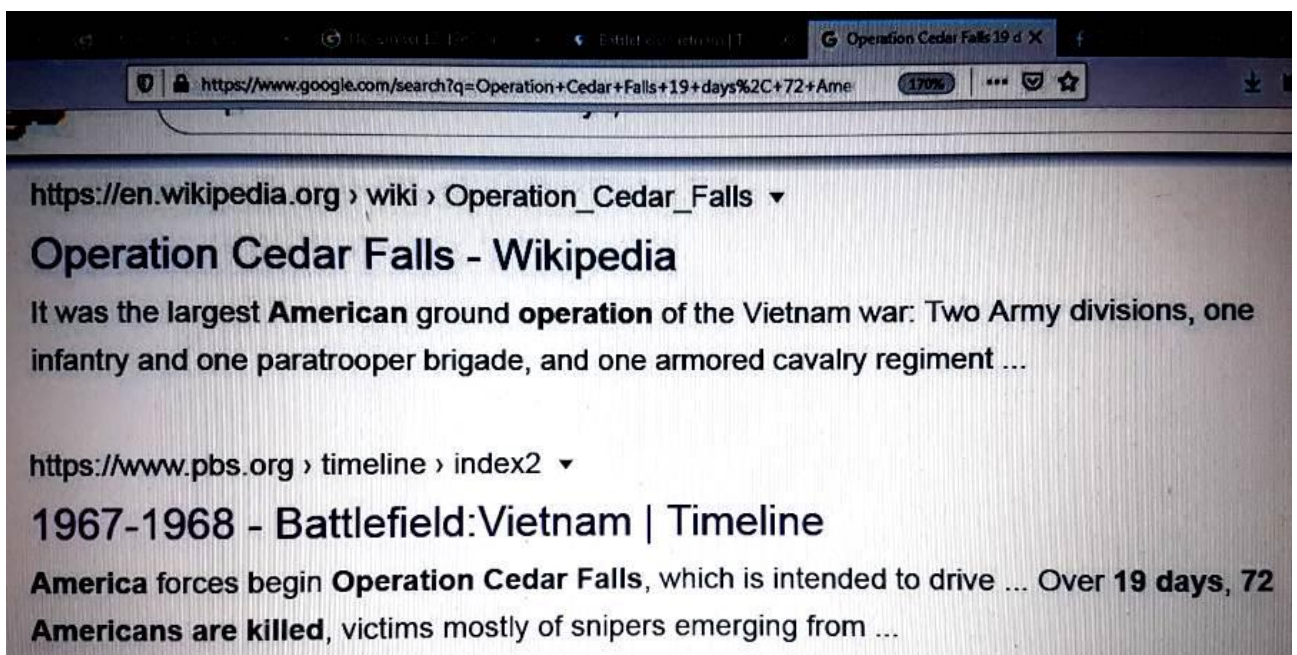 Operation Cedar Falls 19 d
https://www.google.com/search?q=Operation+Cedar+Falls+19+days%2C+72+Ame 170%
https://en.wikipedia.org › wiki › Operation_Cedar_Falls
Operation Cedar Falls - Wikipedia
It was the largest American ground operation of the Vietnam war: Two Army divisions, one
infantry and one paratrooper brigade, and one armored cavalry regiment ...
https://www.pbs.org › timeline › index2
1967-1968 - Battlefield:Vietnam | Timeline
America forces begin Operation Cedar Falls, which is intended to drive ... Over 19 days, 72
Americans are killed, victims mostly of snipers emerging from ...